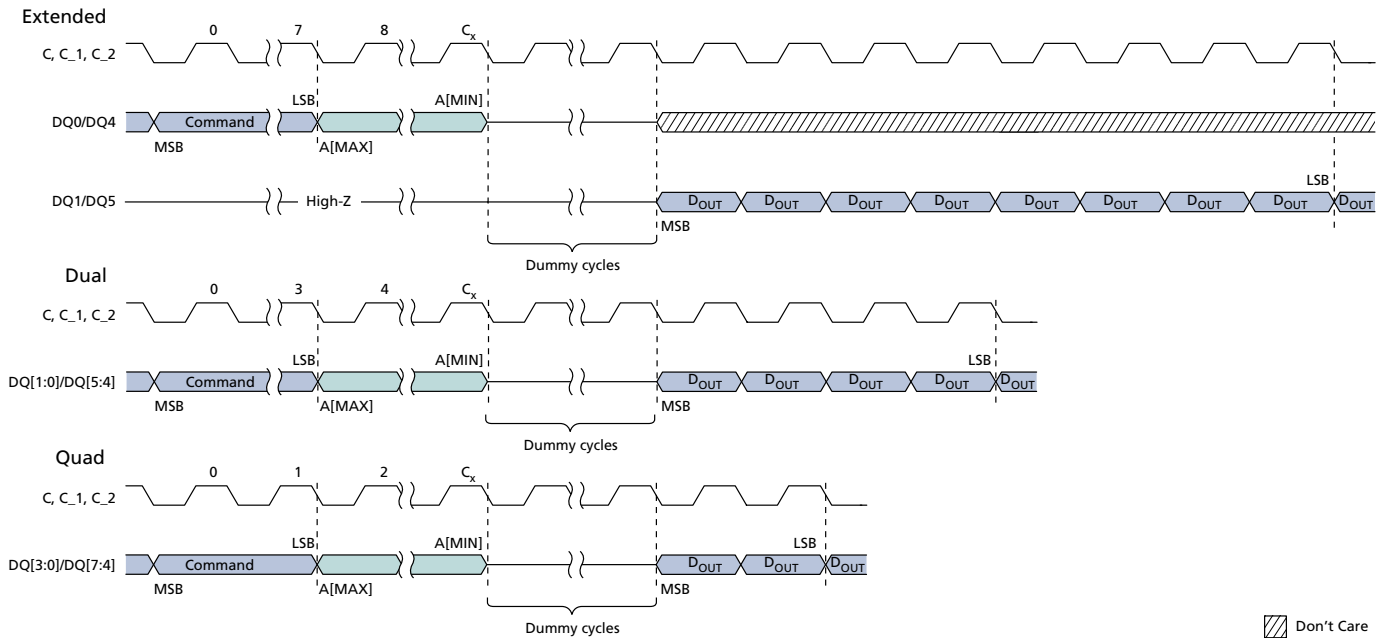 Extended
0 7 8 Cx
C, C_1, C_2
LSB A[MIN]
DQ0/DQ4 Command
MSB A[MAX]
LSB
DQ1/DQ5 High-Z DOUT DOUT DOUT DOUT DOUT DOUT DOUT DOUT DOUT
MSB
Dummy cycles
Dual
0 3 4 Cx
C, C_1, C_2
LSB A[MIN] LSB
DQ[1:0]/DQ[5:4] Command DOUT DOUT DOUT DOUT DOUT
MSB A[MAX] MSB
Dummy cycles
Quad
0 1 2 Cx
C, C_1, C_2
LSB A[MIN] LSB
DQ[3:0]/DQ[7:4] Command DOUT DOUT DOUT
MSB A[MAX] MSB
Dummy cycles
Don't Care